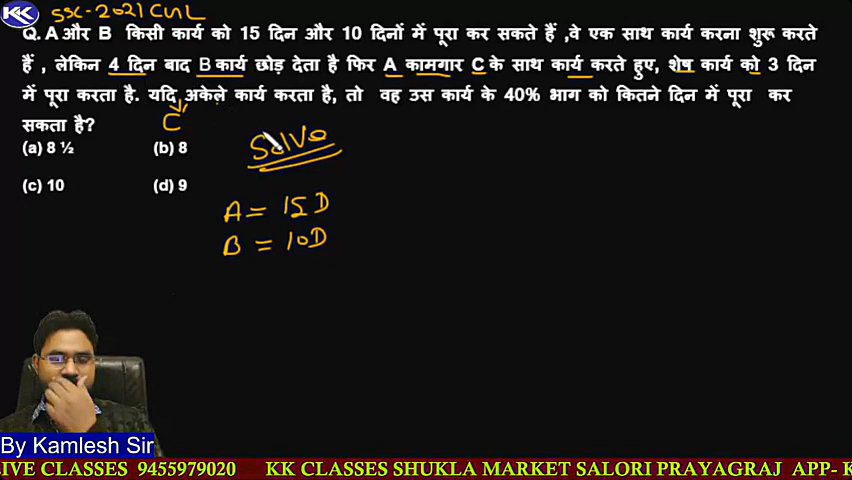 KK SSC-2021 CGL
Q. A और B किसी कार्य को 15 दिन और 10 दिनों में पूरा कर सकते हैं ,वे एक साथ कार्य करना शुरू करते
हैं , लेकिन 4 दिन बाद B कार्य छोड़ देता है फिर A कामगार C के साथ कार्य करते हुए, शेष कार्य को 3 दिन
में पूरा करता है. यदि अकेले कार्य करता है, तो वह उस कार्य के 40% भाग को कितने दिन में पूरा कर
सकता है? C
(a) 8 ½ (b) 8
(c) 10 (d) 9
Solve
A = 15D
B = 10D
By Kamlesh Sir
LIVE CLASSES 9455979020 KK CLASSES SHUKLA MARKET SALORI PRAYAGRAJ APP- K